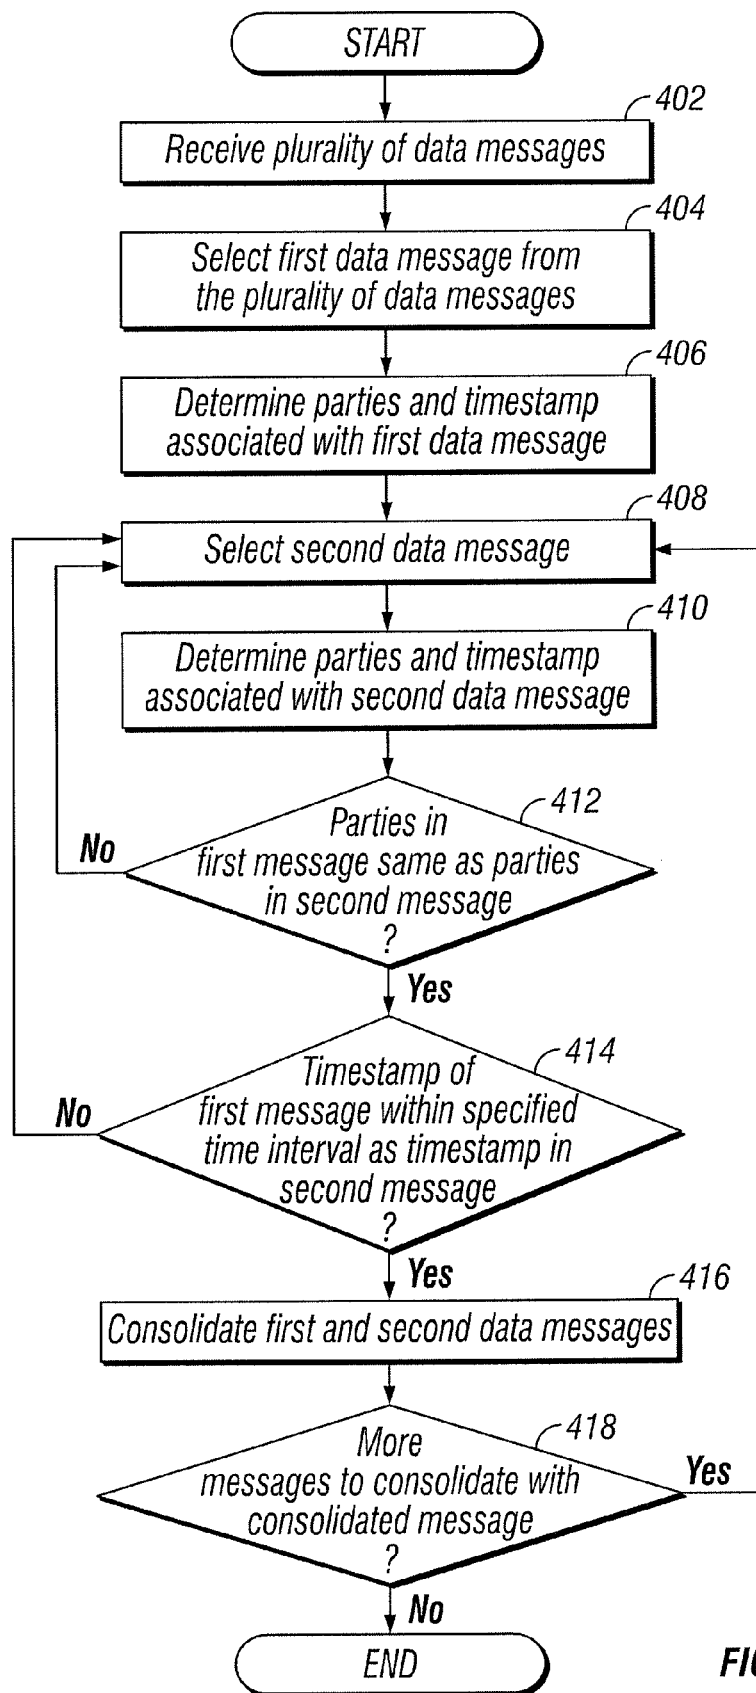 START
402
Receive plurality of data messages
404
Select first data message from
the plurality of data messages
406
Determine parties and timestamp
associated with first data message
408
Select second data message
410
Determine parties and timestamp
associated with second data message
412
Parties in
first message same as parties
in second message
?
No
Yes
414
Timestamp of
first message within specified
time interval as timestamp in
second message
?
No
Yes
416
Consolidate first and second data messages
418
More
messages to consolidate with
consolidated message
?
Yes
No
END